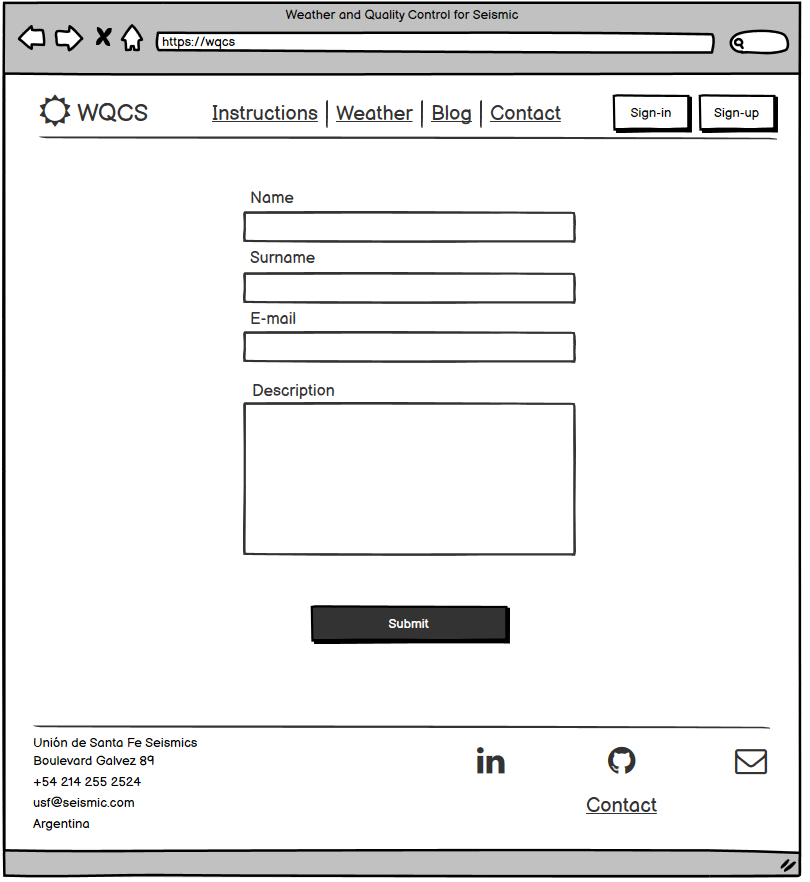 Weather and Quality Control for Seismic
https://wqcs
WQCS Instructions | Weather | Blog | Contact Sign-in Sign-up
Name
Surname
E-mail
Description
Submit
Unión de Santa Fe Seismics
Boulevard Galvez 89
+54 214 255 2524
usf@seismic.com
Argentina
in
Contact